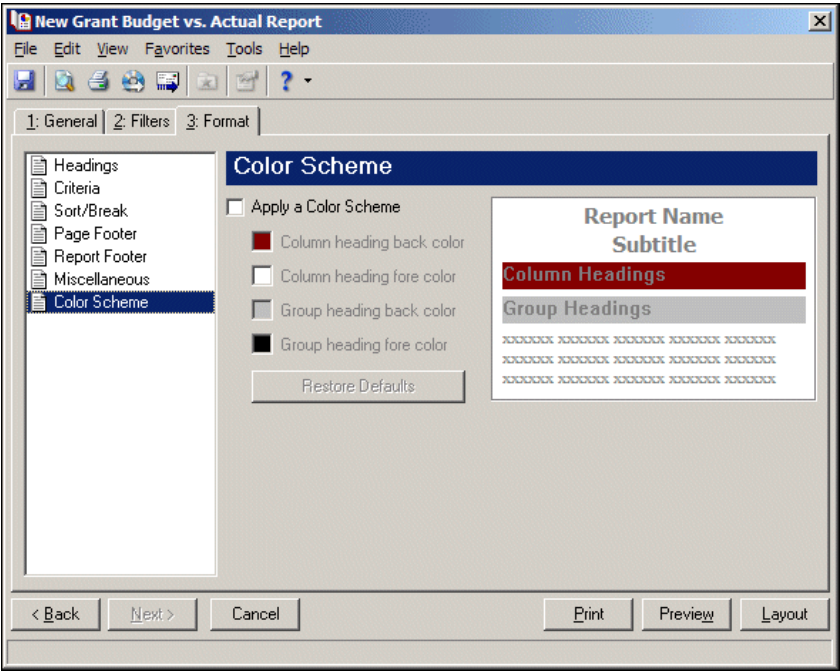 New Grant Budget vs. Actual Report
File Edit View Favorites Tools Help
1: General 2: Filters 3: Format
Headings
Criteria
Sort/Break
Page Footer
Report Footer
Miscellaneous
Color Scheme
Color Scheme
Apply a Color Scheme
Column heading back color
Column heading fore color
Group heading back color
Group heading fore color
Restore Defaults
Report Name
Subtitle
Column Headings
Group Headings
xxxxxx xxxxxx xxxxxx xxxxxx xxxxxx
xxxxxx xxxxxx xxxxxx xxxxxx xxxxxx
xxxxxx xxxxxx xxxxxx xxxxxx xxxxxx
< Back Next > Cancel Print Preview Layout